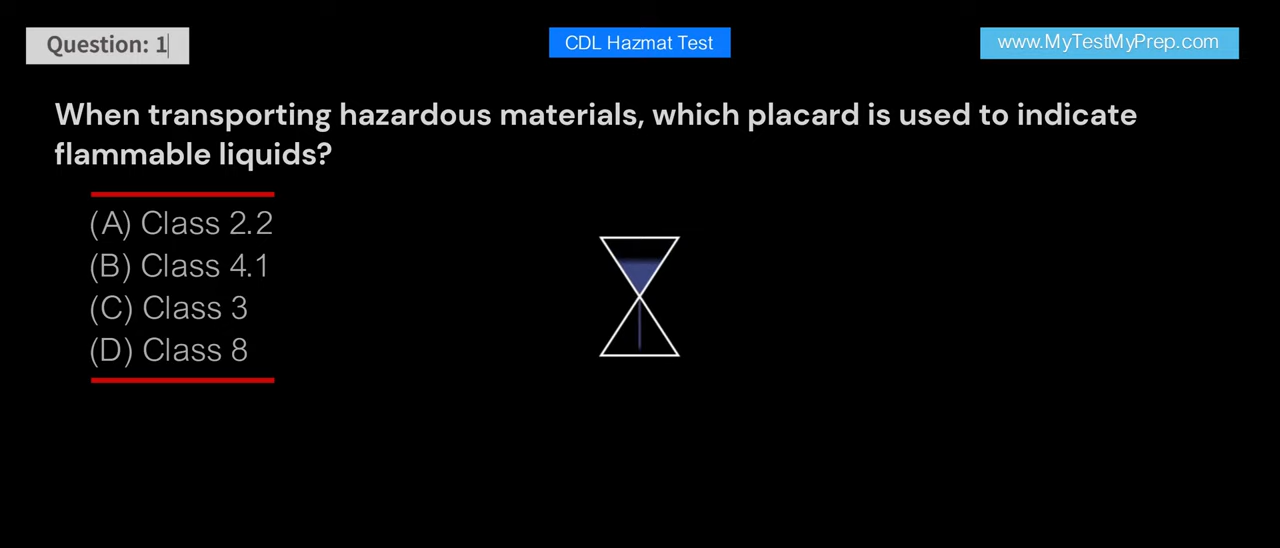 Question: 1
CDL Hazmat Test
www.MyTestMyPrep.com
When transporting hazardous materials, which placard is used to indicate
flammable liquids?
(A) Class 2.2
(B) Class 4.1
(C) Class 3
(D) Class 8